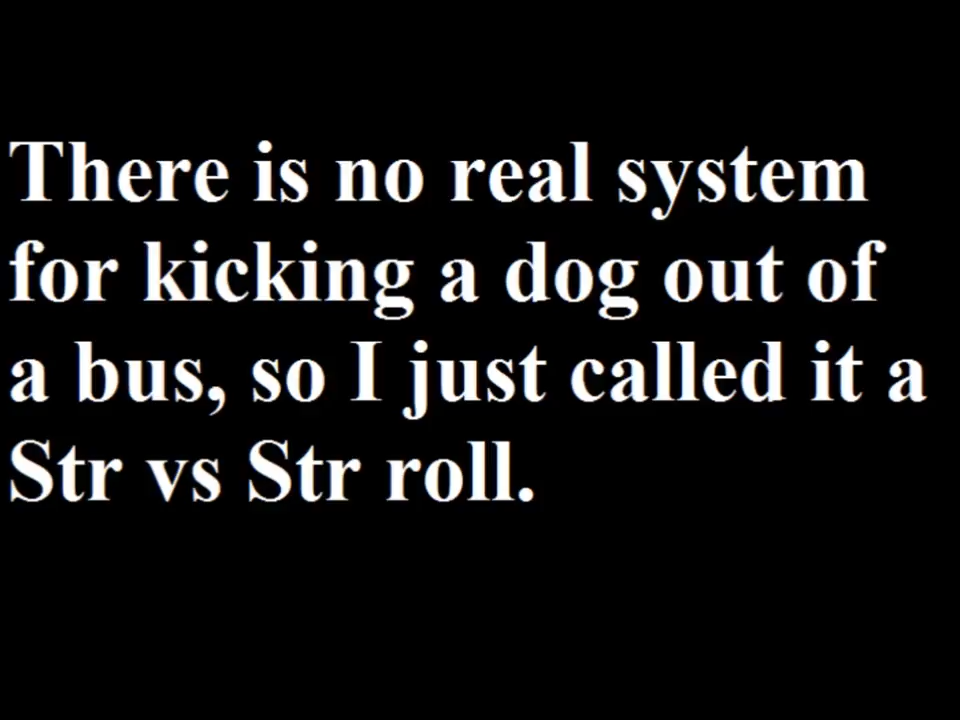 There is no real system
for kicking a dog out of
a bus, so I just called it a
Str vs Str roll.